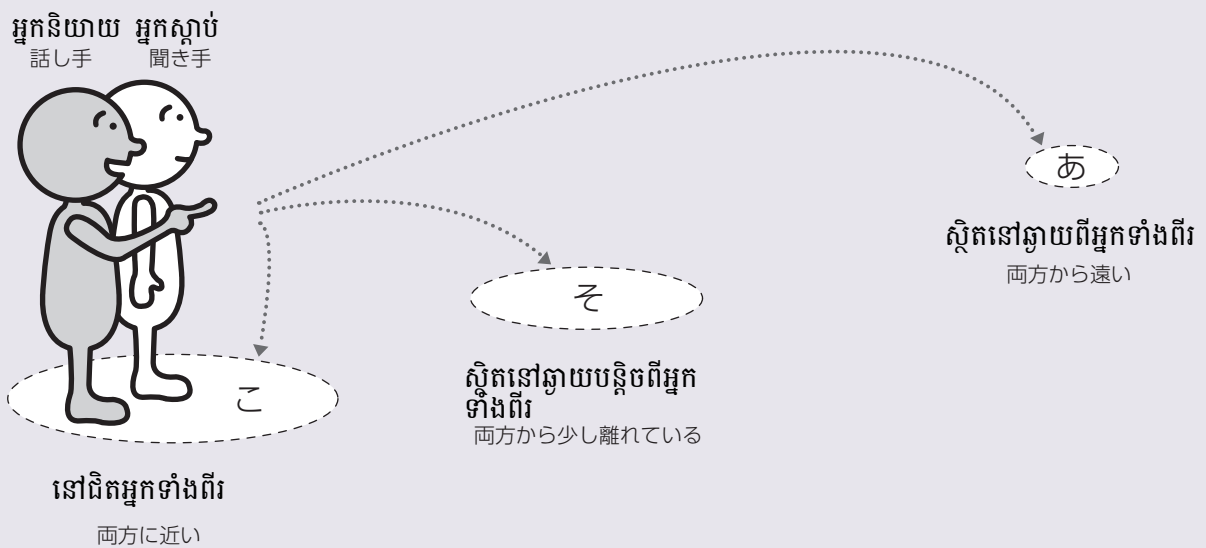 អ្នកនិយាយ អ្នកស្តាប់
話し手 聞き手
あ
ស្ថិតនៅឆ្ងាយពីអ្នកទាំងពីរ
両方から遠い
そ
ស្ថិតនៅឆ្ងាយបន្តិចពីអ្នក
ទាំងពីរ
両方から少し離れている
こ
នៅជិតអ្នកទាំងពីរ
両方に近い